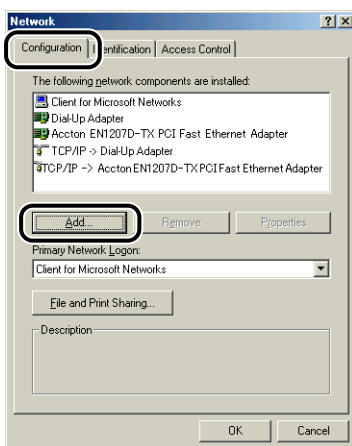 Network
Configuration Identification Access Control
The following network components are installed:
Client for Microsoft Networks
Dial-Up Adapter
Accton EN1207D-TX PCI Fast Ethernet Adapter
TCP/IP -> Dial-Up Adapter
TCP/IP -> Accton EN1207D-TX PCI Fast Ethernet Adapter
Add... Remove Properties
Primary Network Logon:
Client for Microsoft Networks
File and Print Sharing...
Description
OK Cancel